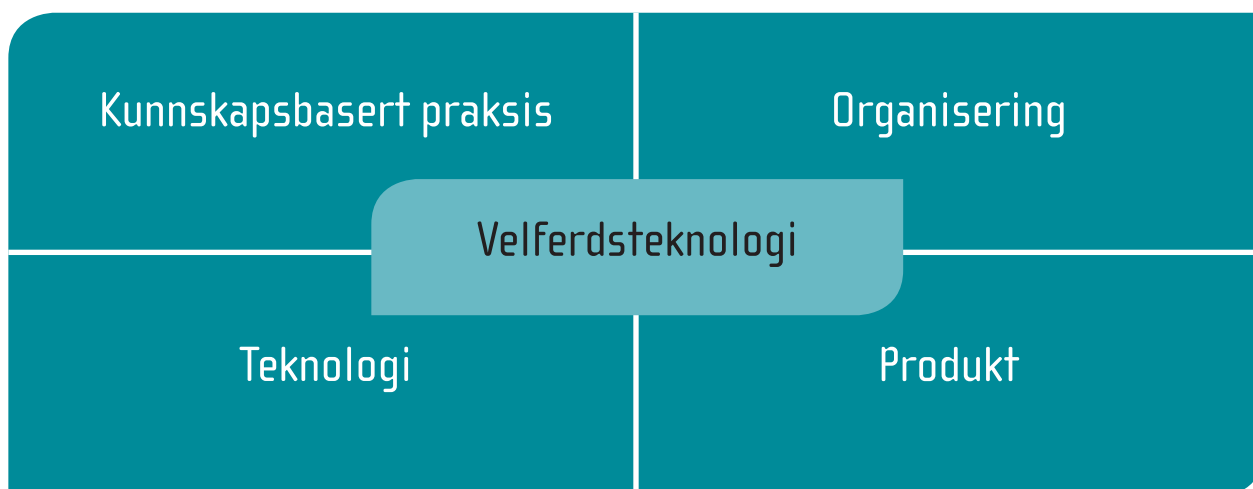 Kunnskapsbasert praksis
Organisering
Velferdsteknologi
Teknologi
Produkt